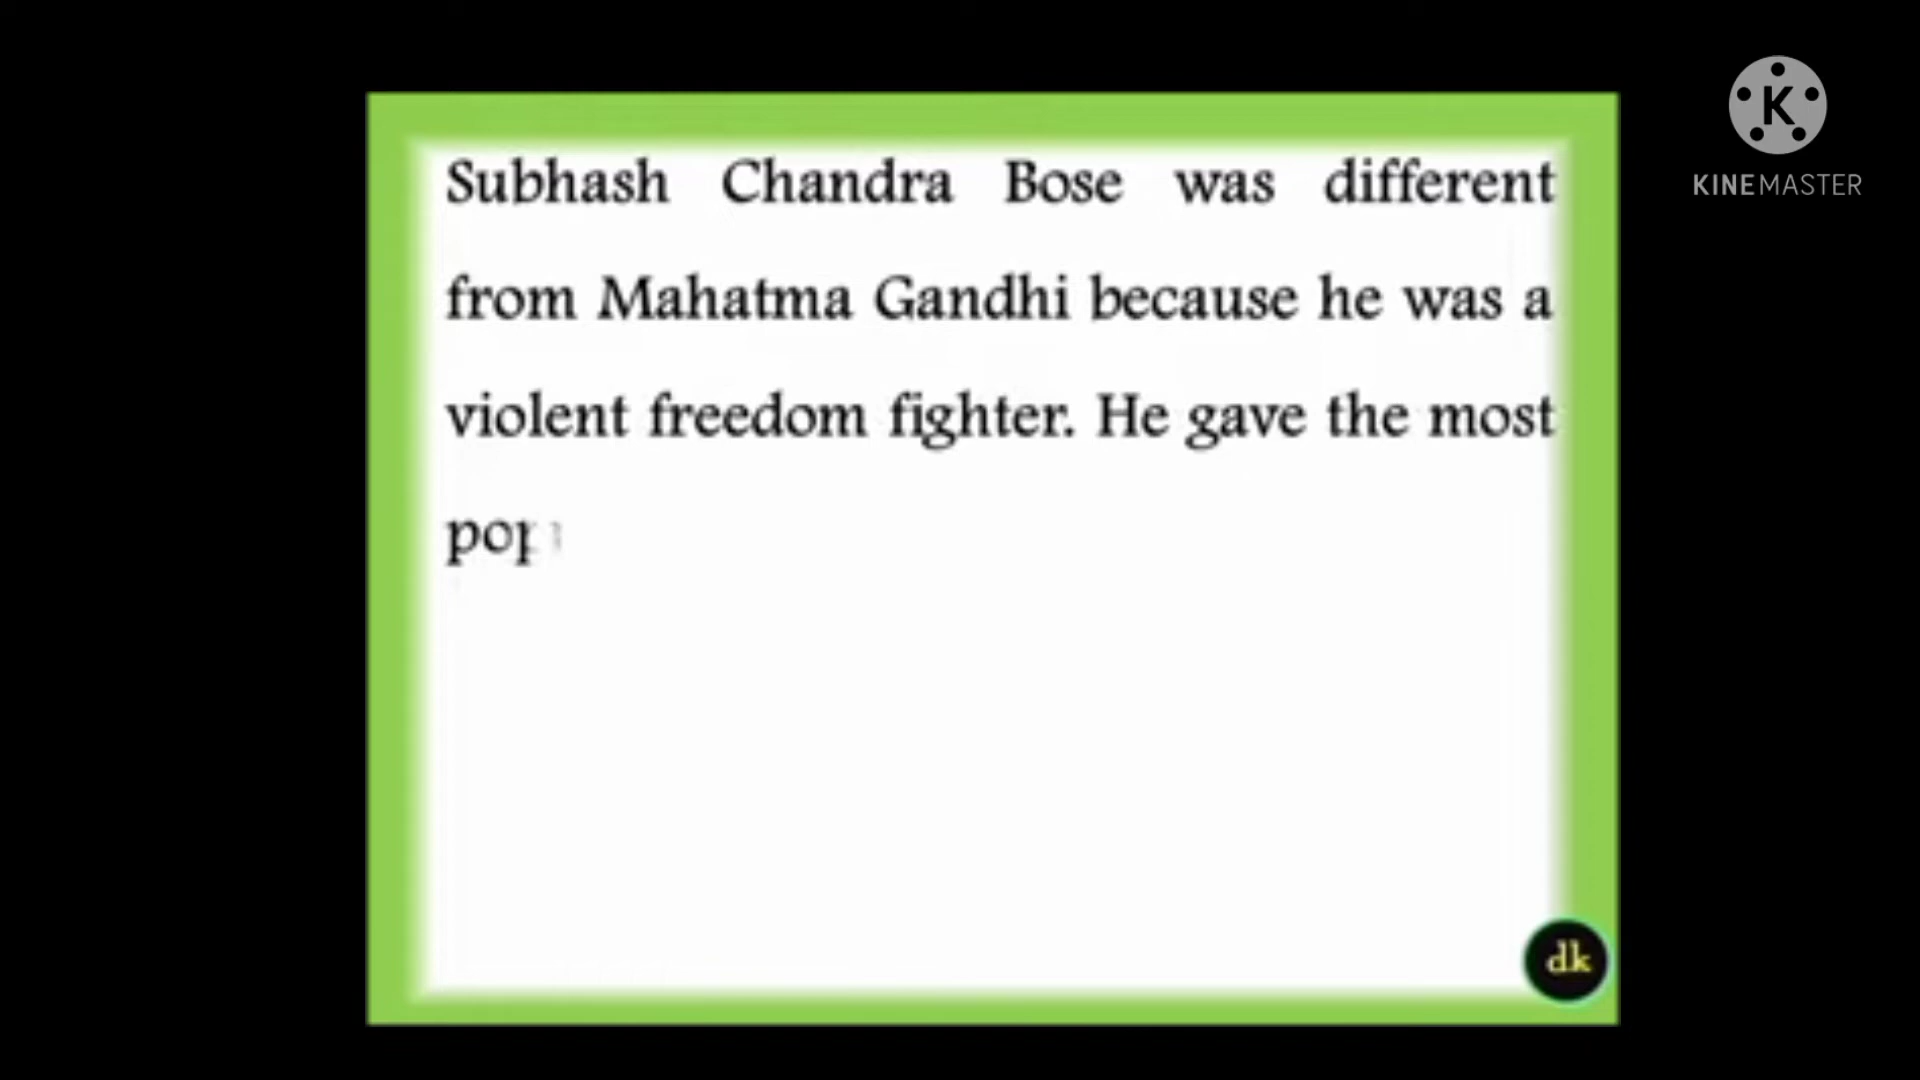 Subhash Chandra Bose was different
from Mahatma Gandhi because he was a
violent freedom fighter. He gave the most
K
KINEMASTER
dk